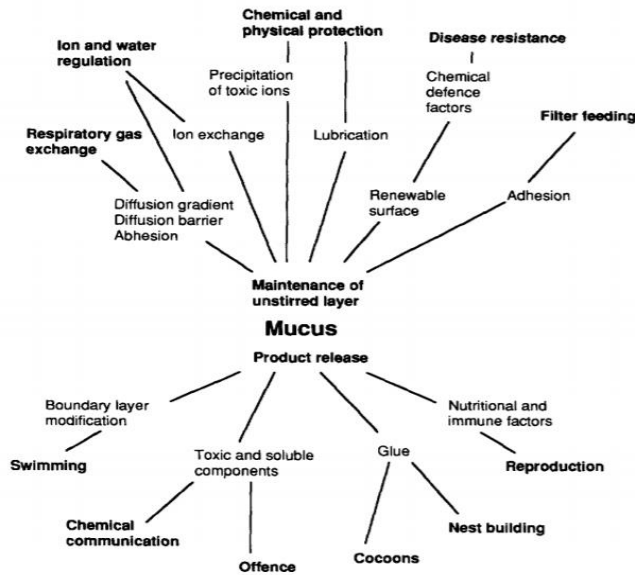 Chemical and
physical protection
Ion and water
regulation
Disease resistance
Precipitation
of toxic ions
Chemical
defence
factors
Respiratory gas
exchange
Ion exchange
Lubrication
Filter feeding
Diffusion gradient
Diffusion barrier
Abhesion
Renewable
surface
Adhesion
Maintenance of
unstirred layer
Mucus
Product release
Boundary layer
modification
Nutritional and
immune factors
Swimming
Toxic and soluble
components
Glue
Reproduction
Chemical
communication
Offence
Cocoons
Nest building